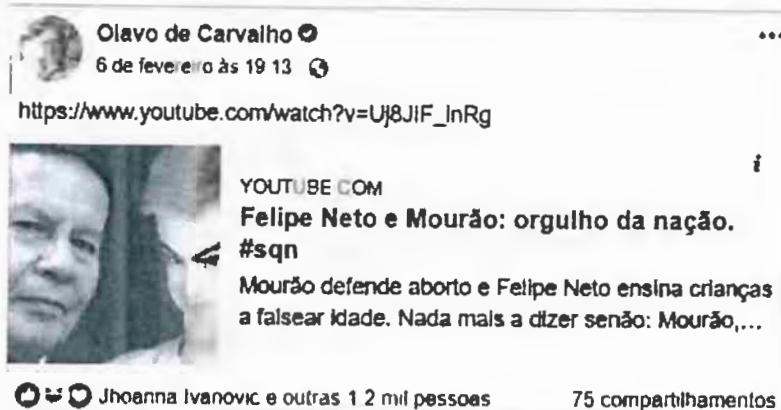 Olavo de Carvalho
6 de fevereiro às 19 13
https://www.youtube.com/watch?v=Uj8JIF_InRg
YOUTUBE COM
Felipe Neto e Mourão: orgulho da nação.
#sqn
Mourão defende aborto e Felipe Neto ensina crianças
a falsear idade. Nada mais a dizer senão: Mourão,...
Jhoanna Ivanovic e outras 1 2 mil pessoas
75 compartilhamentos